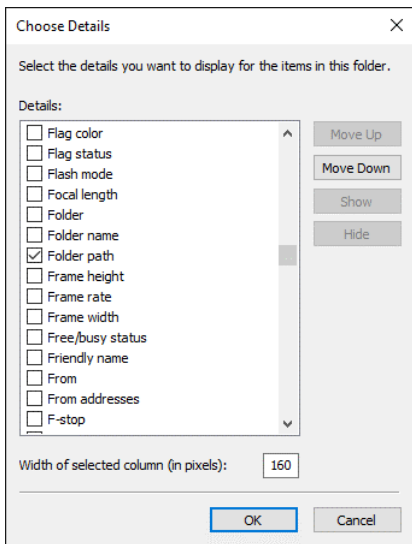 Choose Details
Select the details you want to display for the items in this folder.
Details:
Flag color
Flag status
Flash mode
Focal length
Folder
Folder name
Folder path
Frame height
Frame rate
Frame width
Free/busy status
Friendly name
From
From addresses
F-stop
Move Up
Move Down
Show
Hide
Width of selected column (in pixels): 160
OK Cancel